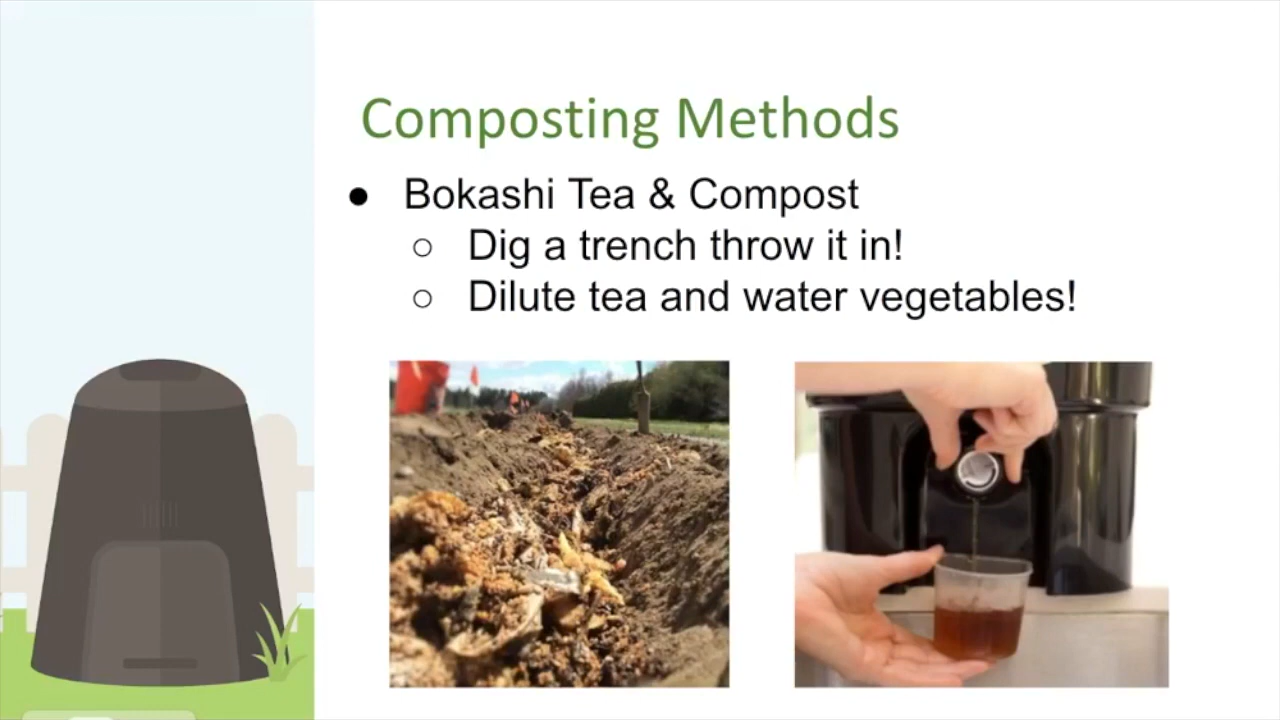 Composting Methods
● Bokashi Tea & Compost
○ Dig a trench throw it in!
○ Dilute tea and water vegetables!